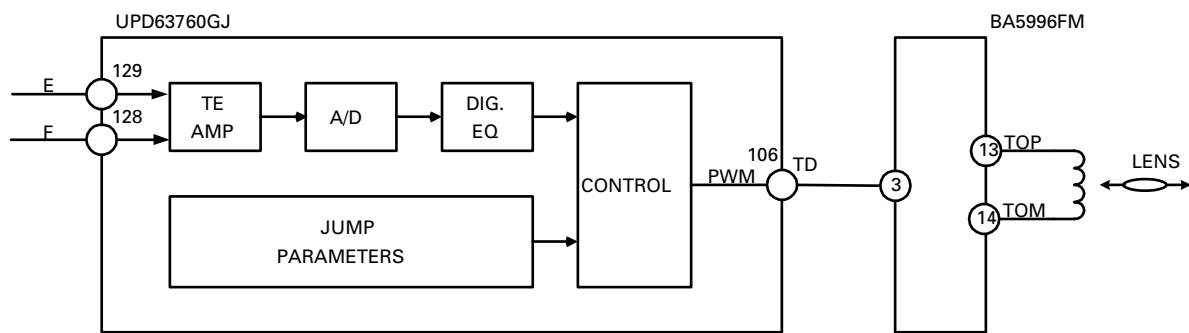 UPD63760GJ
BA5996FM
E
129
F
128
TE
AMP
A/D
DIG.
EQ
CONTROL
JUMP
PARAMETERS
PWM
106
TD
3
13
TOP
14
TOM
LENS